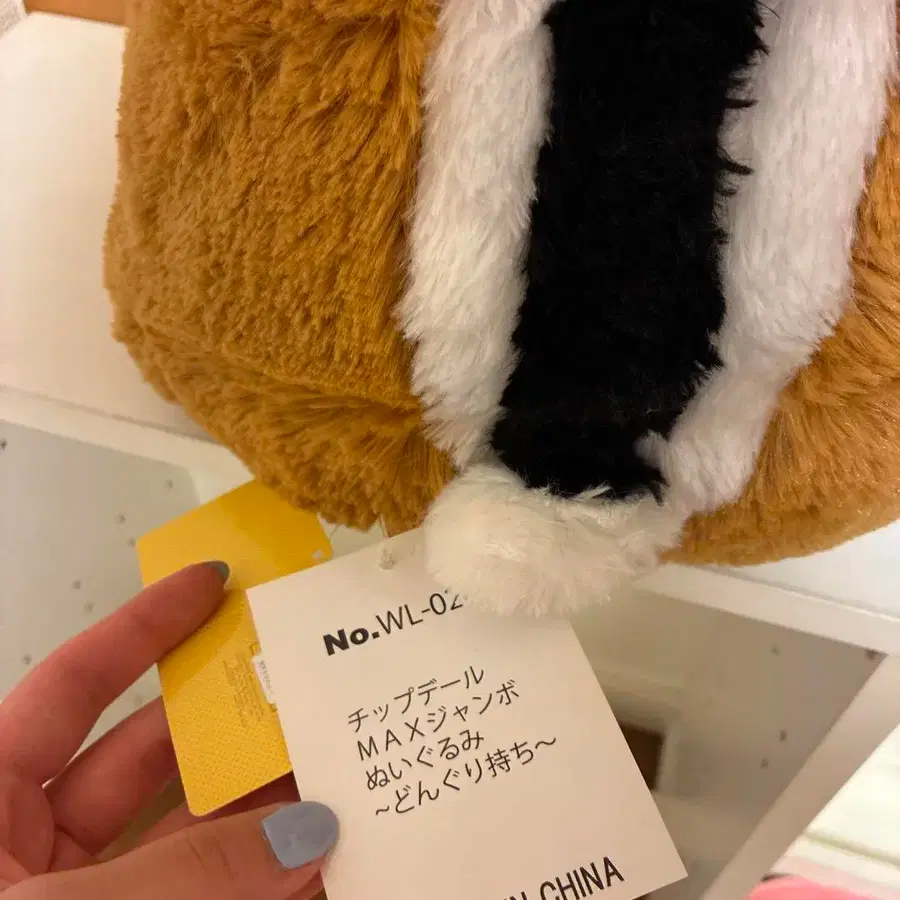 No.WL-02
チップデール
MAXジャンボ
ぬいぐるみ
~どんぐり持ち~
IN CHINA